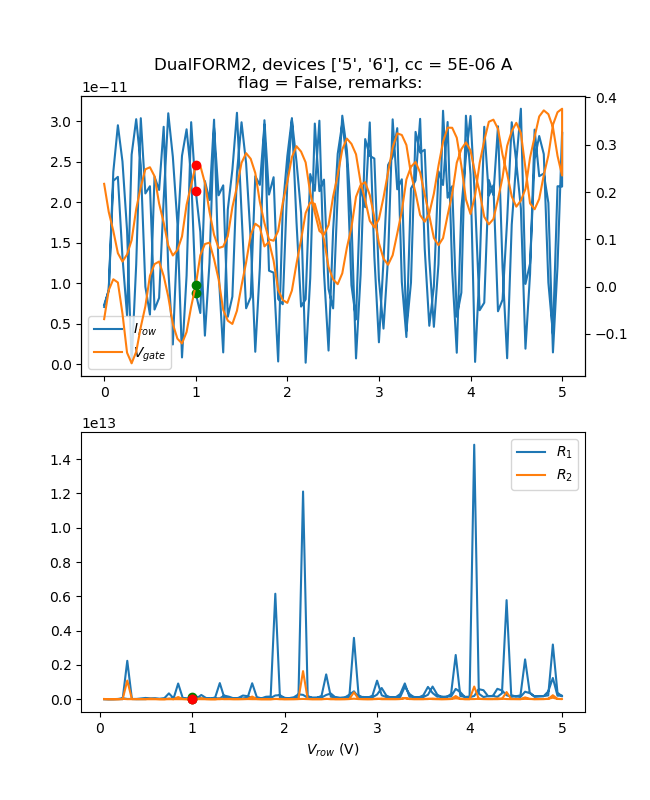 DualFORM2, devices ['5', '6'], cc = 5E-06 A
flag = False, remarks:
1e−11
3.0
2.5
2.0
1.5
1.0
0.5
0.0
0.4
0.3
0.2
0.1
0.0
−0.1
I_row
V_gate
0 1 2 3 4 5
1e13
1.4
1.2
1.0
0.8
0.6
0.4
0.2
0.0
R_1
R_2
0 1 2 3 4 5
V_row (V)